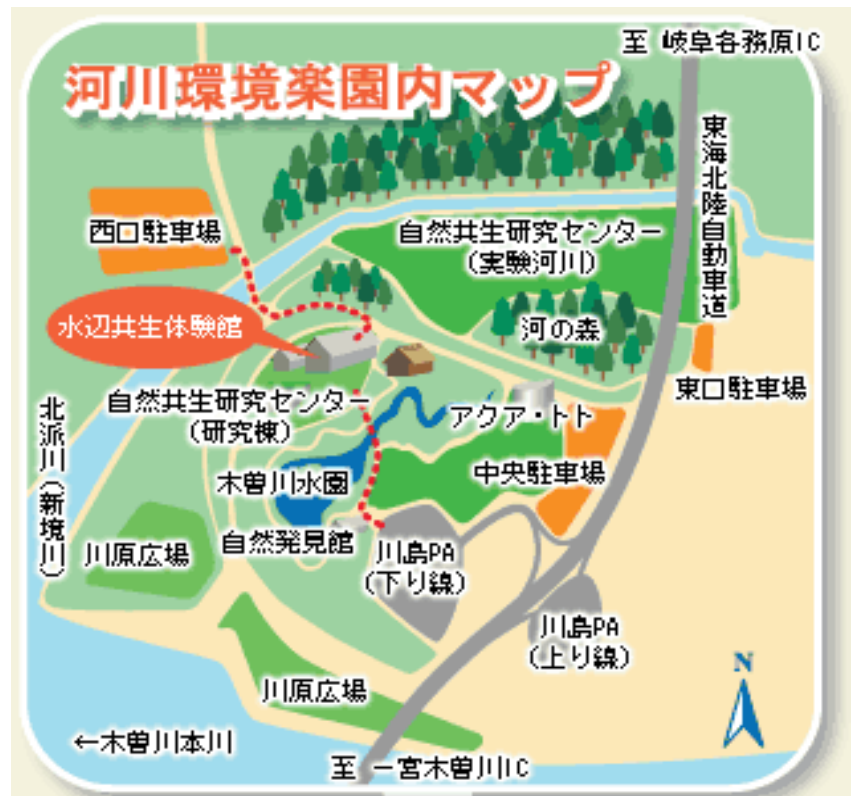 至 岐阜各務原IC
河川環境楽園内マップ
東海北陸自動車道
西口駐車場
自然共生研究センター
(実験河川)
水辺共生体験館
河の森
東口駐車場
自然共生研究センター
(研究棟)
アクア・トト
北派川(新境川)
木曽川水園
中央駐車場
自然発見館
川原広場
川島PA
(下り線)
川島PA
(上り線)
川原広場
N
←木曽川本川
至 一宮木曽川IC